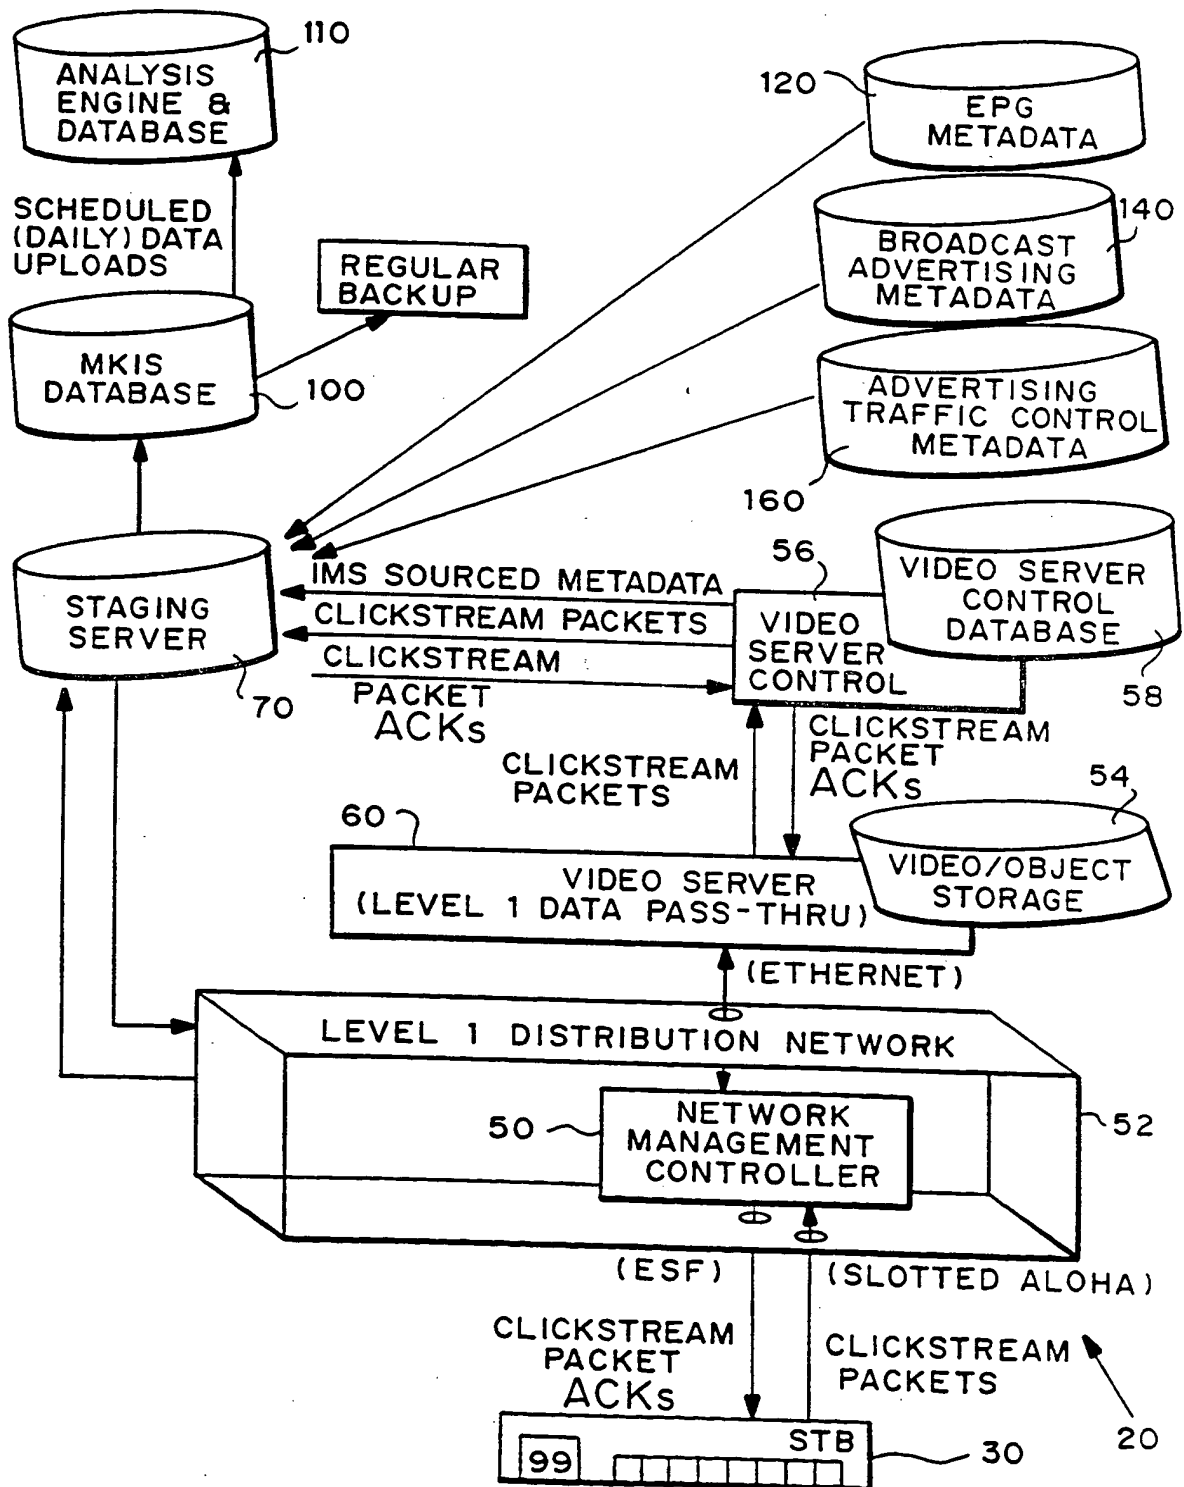 110
ANALYSIS
ENGINE &
DATABASE
SCHEDULED
(DAILY) DATA
UPLOADS
REGULAR
BACKUP
MKIS
DATABASE
100
120
EPG
METADATA
140
BROADCAST
ADVERTISING
METADATA
ADVERTISING
TRAFFIC CONTROL
METADATA
160
STAGING
SERVER
70
IMS SOURCED METADATA
CLICKSTREAM PACKETS
CLICKSTREAM
PACKET
ACKs
56
VIDEO
SERVER
CONTROL
VIDEO SERVER
CONTROL
DATABASE
58
CLICKSTREAM
PACKETS
CLICKSTREAM
PACKET
ACKs
54
VIDEO/OBJECT
STORAGE
60
VIDEO SERVER
(LEVEL 1 DATA PASS-THRU)
(ETHERNET)
LEVEL 1 DISTRIBUTION NETWORK
50
NETWORK
MANAGEMENT
CONTROLLER
52
(ESF)
(SLOTTED ALOHA)
CLICKSTREAM
PACKET
ACKs
CLICKSTREAM
PACKETS
20
STB
99
30